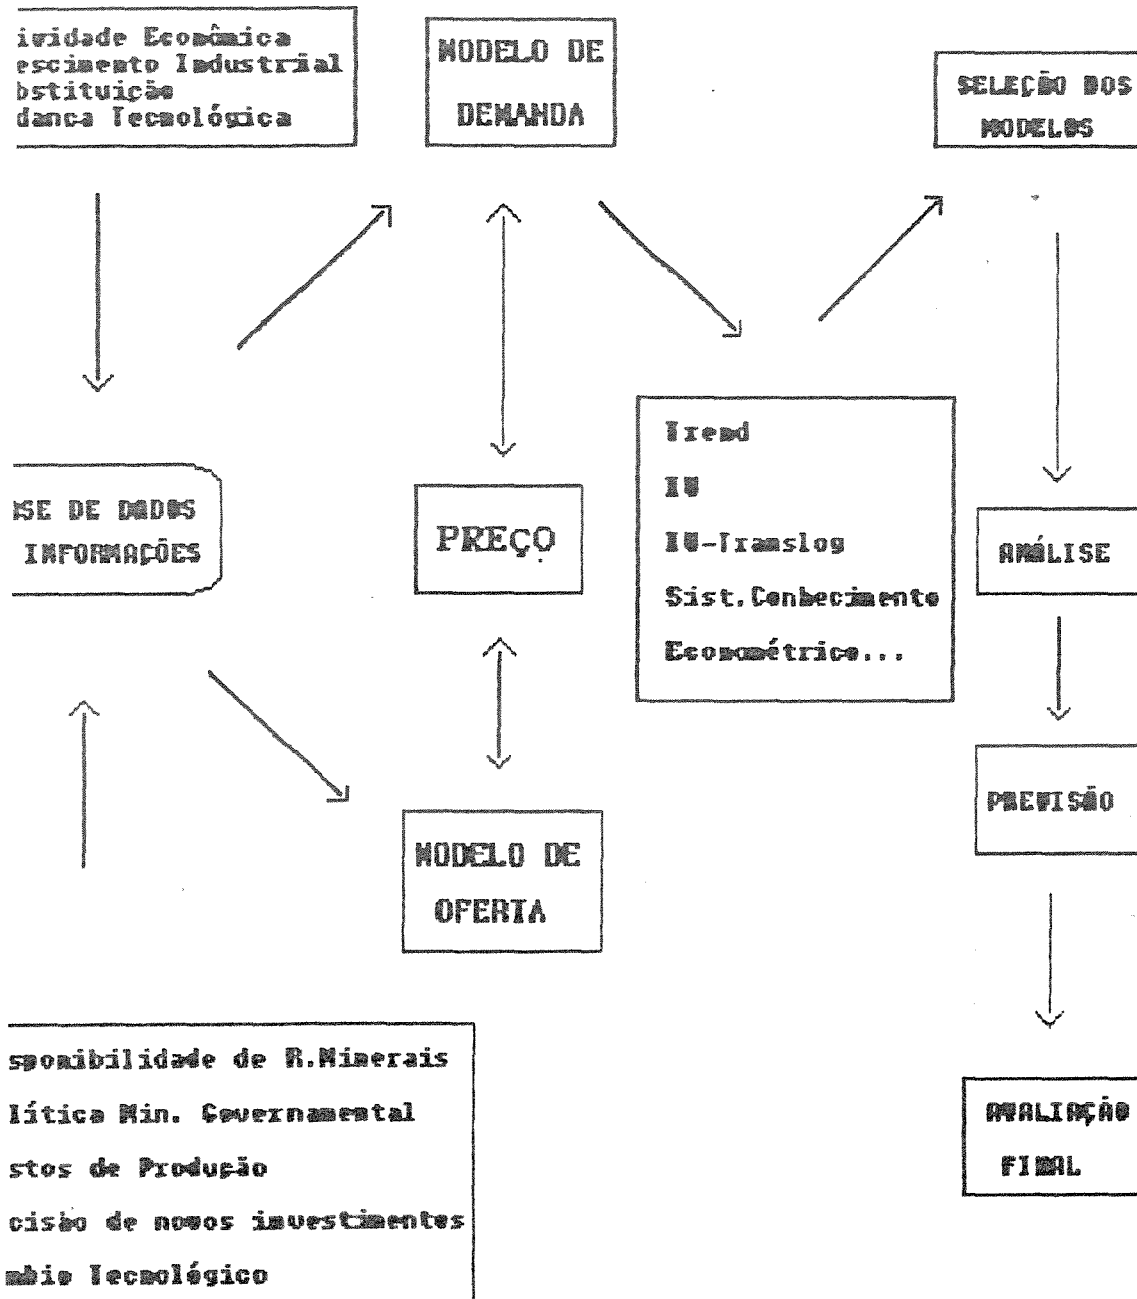 ividade Econômica
escimento Industrial
bstituição
danca Tecnológica
MODELO DE
DEMANDA
SELEÇÃO DOS
MODELOS
Trend
IU
IU-Translog
Sist.Conhecimento
Econométrico...
SE DE DADOS
INFORMAÇÕES
PREÇO
ANÁLISE
PREVISÃO
MODELO DE
OFERTA
sponibilidade de R.Minerais
lítica Min. Governamental
stos de Produção
cisão de novos investimentos
mbio Tecnológico
AVALIAÇÃO
FINAL